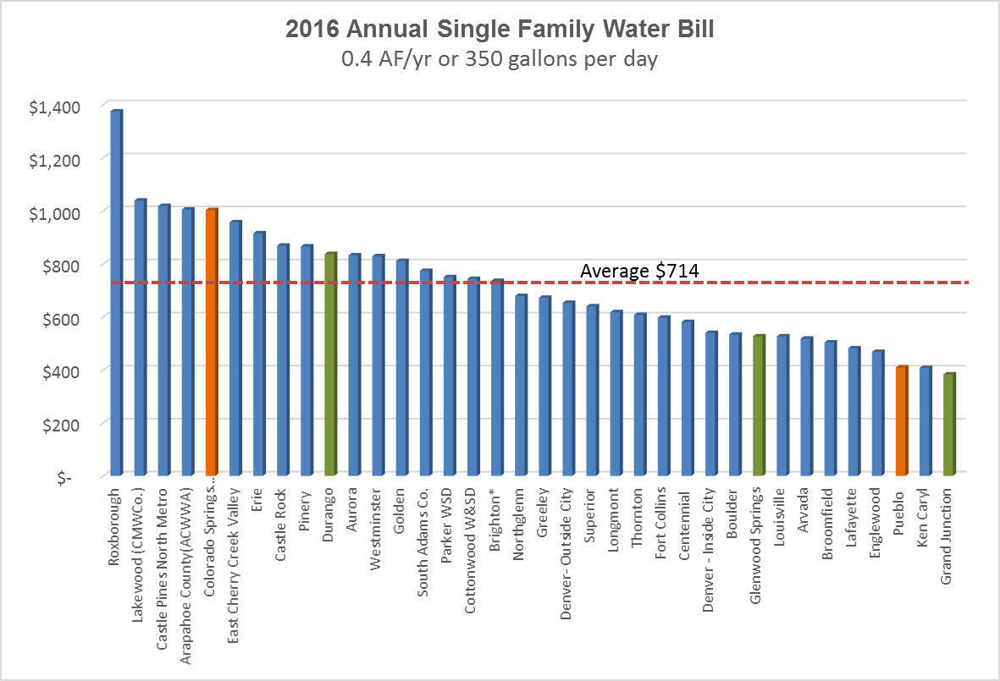 2016 Annual Single Family Water Bill
0.4 AF/yr or 350 gallons per day
$1,400
$1,200
$1,000
$800
$600
$400
$200
$-
Average $714
Roxborough
Lakewood (CMWCo.)
Castle Pines North Metro
Arapahoe County(ACWWA)
Colorado Springs...
East Cherry Creek Valley
Erie
Castle Rock
Pinery
Durango
Aurora
Westminster
Golden
South Adams Co.
Parker WSD
Cottonwood W&SD
Brighton*
Northglenn
Greeley
Denver- Outside City
Superior
Longmont
Thornton
Fort Collins
Centennial
Denver - Inside City
Boulder
Glenwood Springs
Louisville
Arvada
Broomfield
Lafayette
Englewood
Pueblo
Ken Caryl
Grand Junction